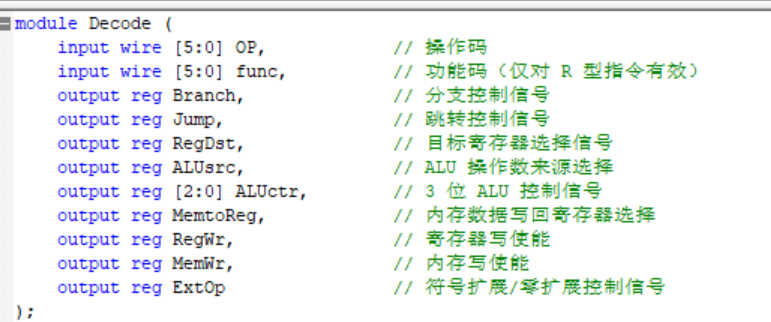 module Decode (
input wire [5:0] OP, // 操作码
input wire [5:0] func, // 功能码（仅对 R 型指令有效）
output reg Branch, // 分支控制信号
output reg Jump, // 跳转控制信号
output reg RegDst, // 目标寄存器选择信号
output reg ALUsrc, // ALU 操作数来源选择
output reg [2:0] ALUctr, // 3 位 ALU 控制信号
output reg MemtoReg, // 内存数据写回寄存器选择
output reg RegWr, // 寄存器写使能
output reg MemWr, // 内存写使能
output reg ExtOp // 符号扩展/零扩展控制信号
);